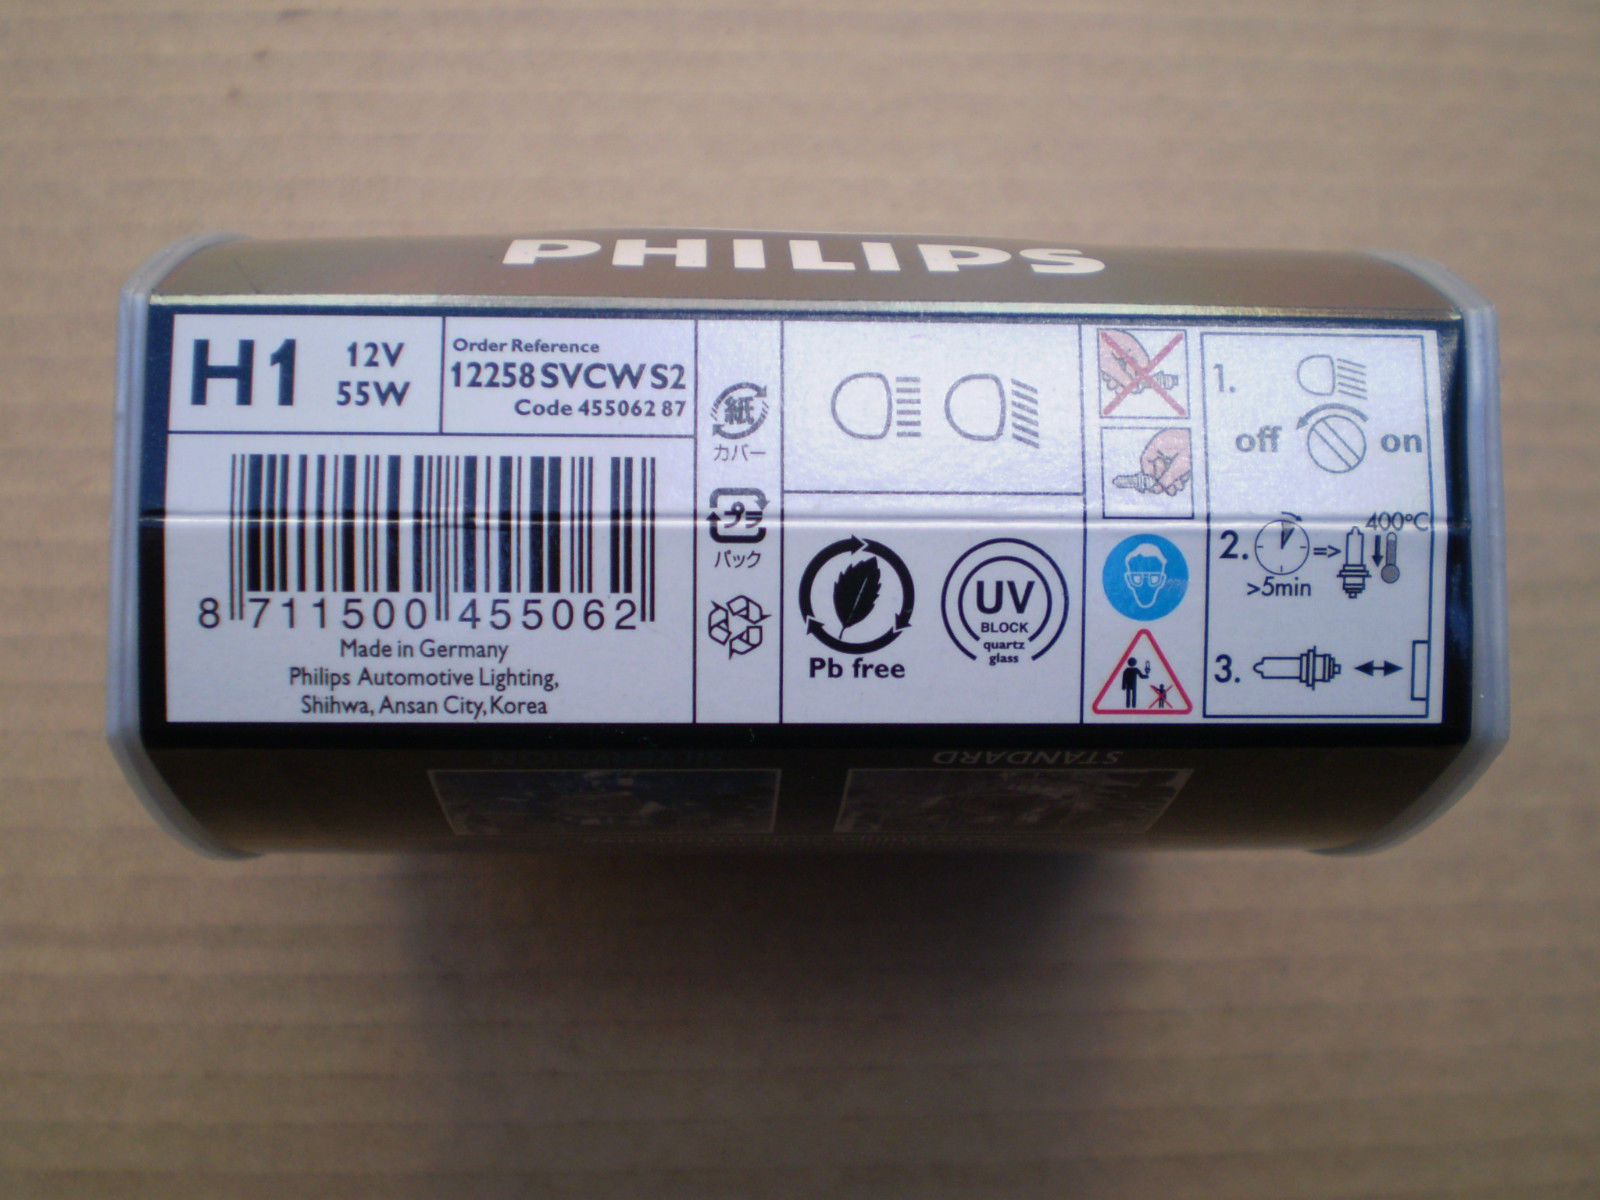 PHILIPS
H1
12V
55W
Order Reference
12258 SVCW S2
Code 455062 87
8 711500 455062
Made in Germany
Philips Automotive Lighting,
Shihwa, Ansan City, Korea
紙
カバー
プラ
パック
Pb free
UV
BLOCK
quartz
glass
1.
off on
2. => 400°C
>5min
3.
STANDARD